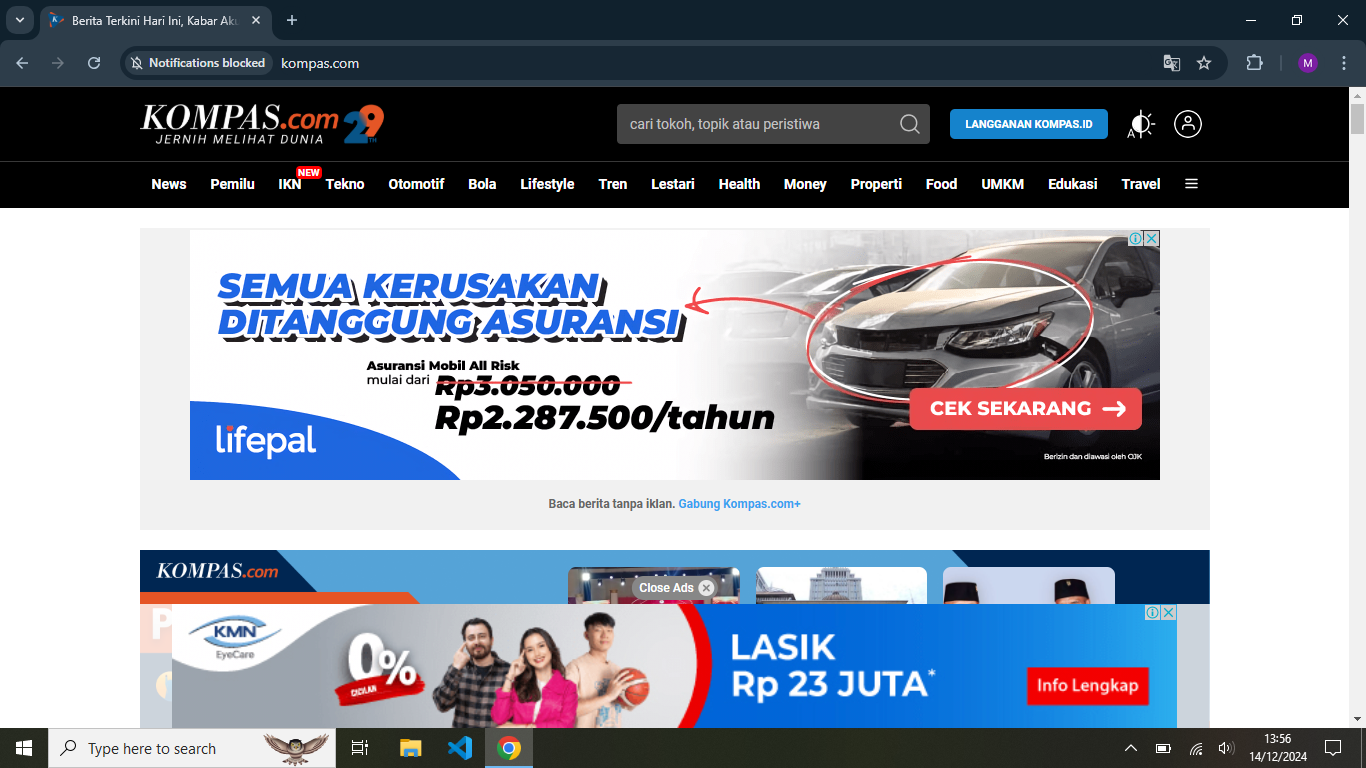 Berita Terkini Hari Ini, Kabar Aku
Notifications blocked
kompas.com
M
KOMPAS.com 29TH
JERNIH MELIHAT DUNIA
cari tokoh, topik atau peristiwa
LANGGANAN KOMPAS.ID
A
NEW
News Pemilu IKN Tekno Otomotif Bola Lifestyle Tren Lestari Health Money Properti Food UMKM Edukasi Travel
SEMUA KERUSAKAN
DITANGGUNG ASURANSI
Asuransi Mobil All Risk
mulai dari Rp3.050.000
Rp2.287.500/tahun
lifepal
CEK SEKARANG
Berizin dan diawasi oleh OJK
Baca berita tanpa iklan. Gabung Kompas.com+
KOMPAS.com
Close Ads
KMN
EyeCare
0%
CICILAN
LASIK
Rp 23 JUTA*
Info Lengkap
Type here to search
13:56
14/12/2024